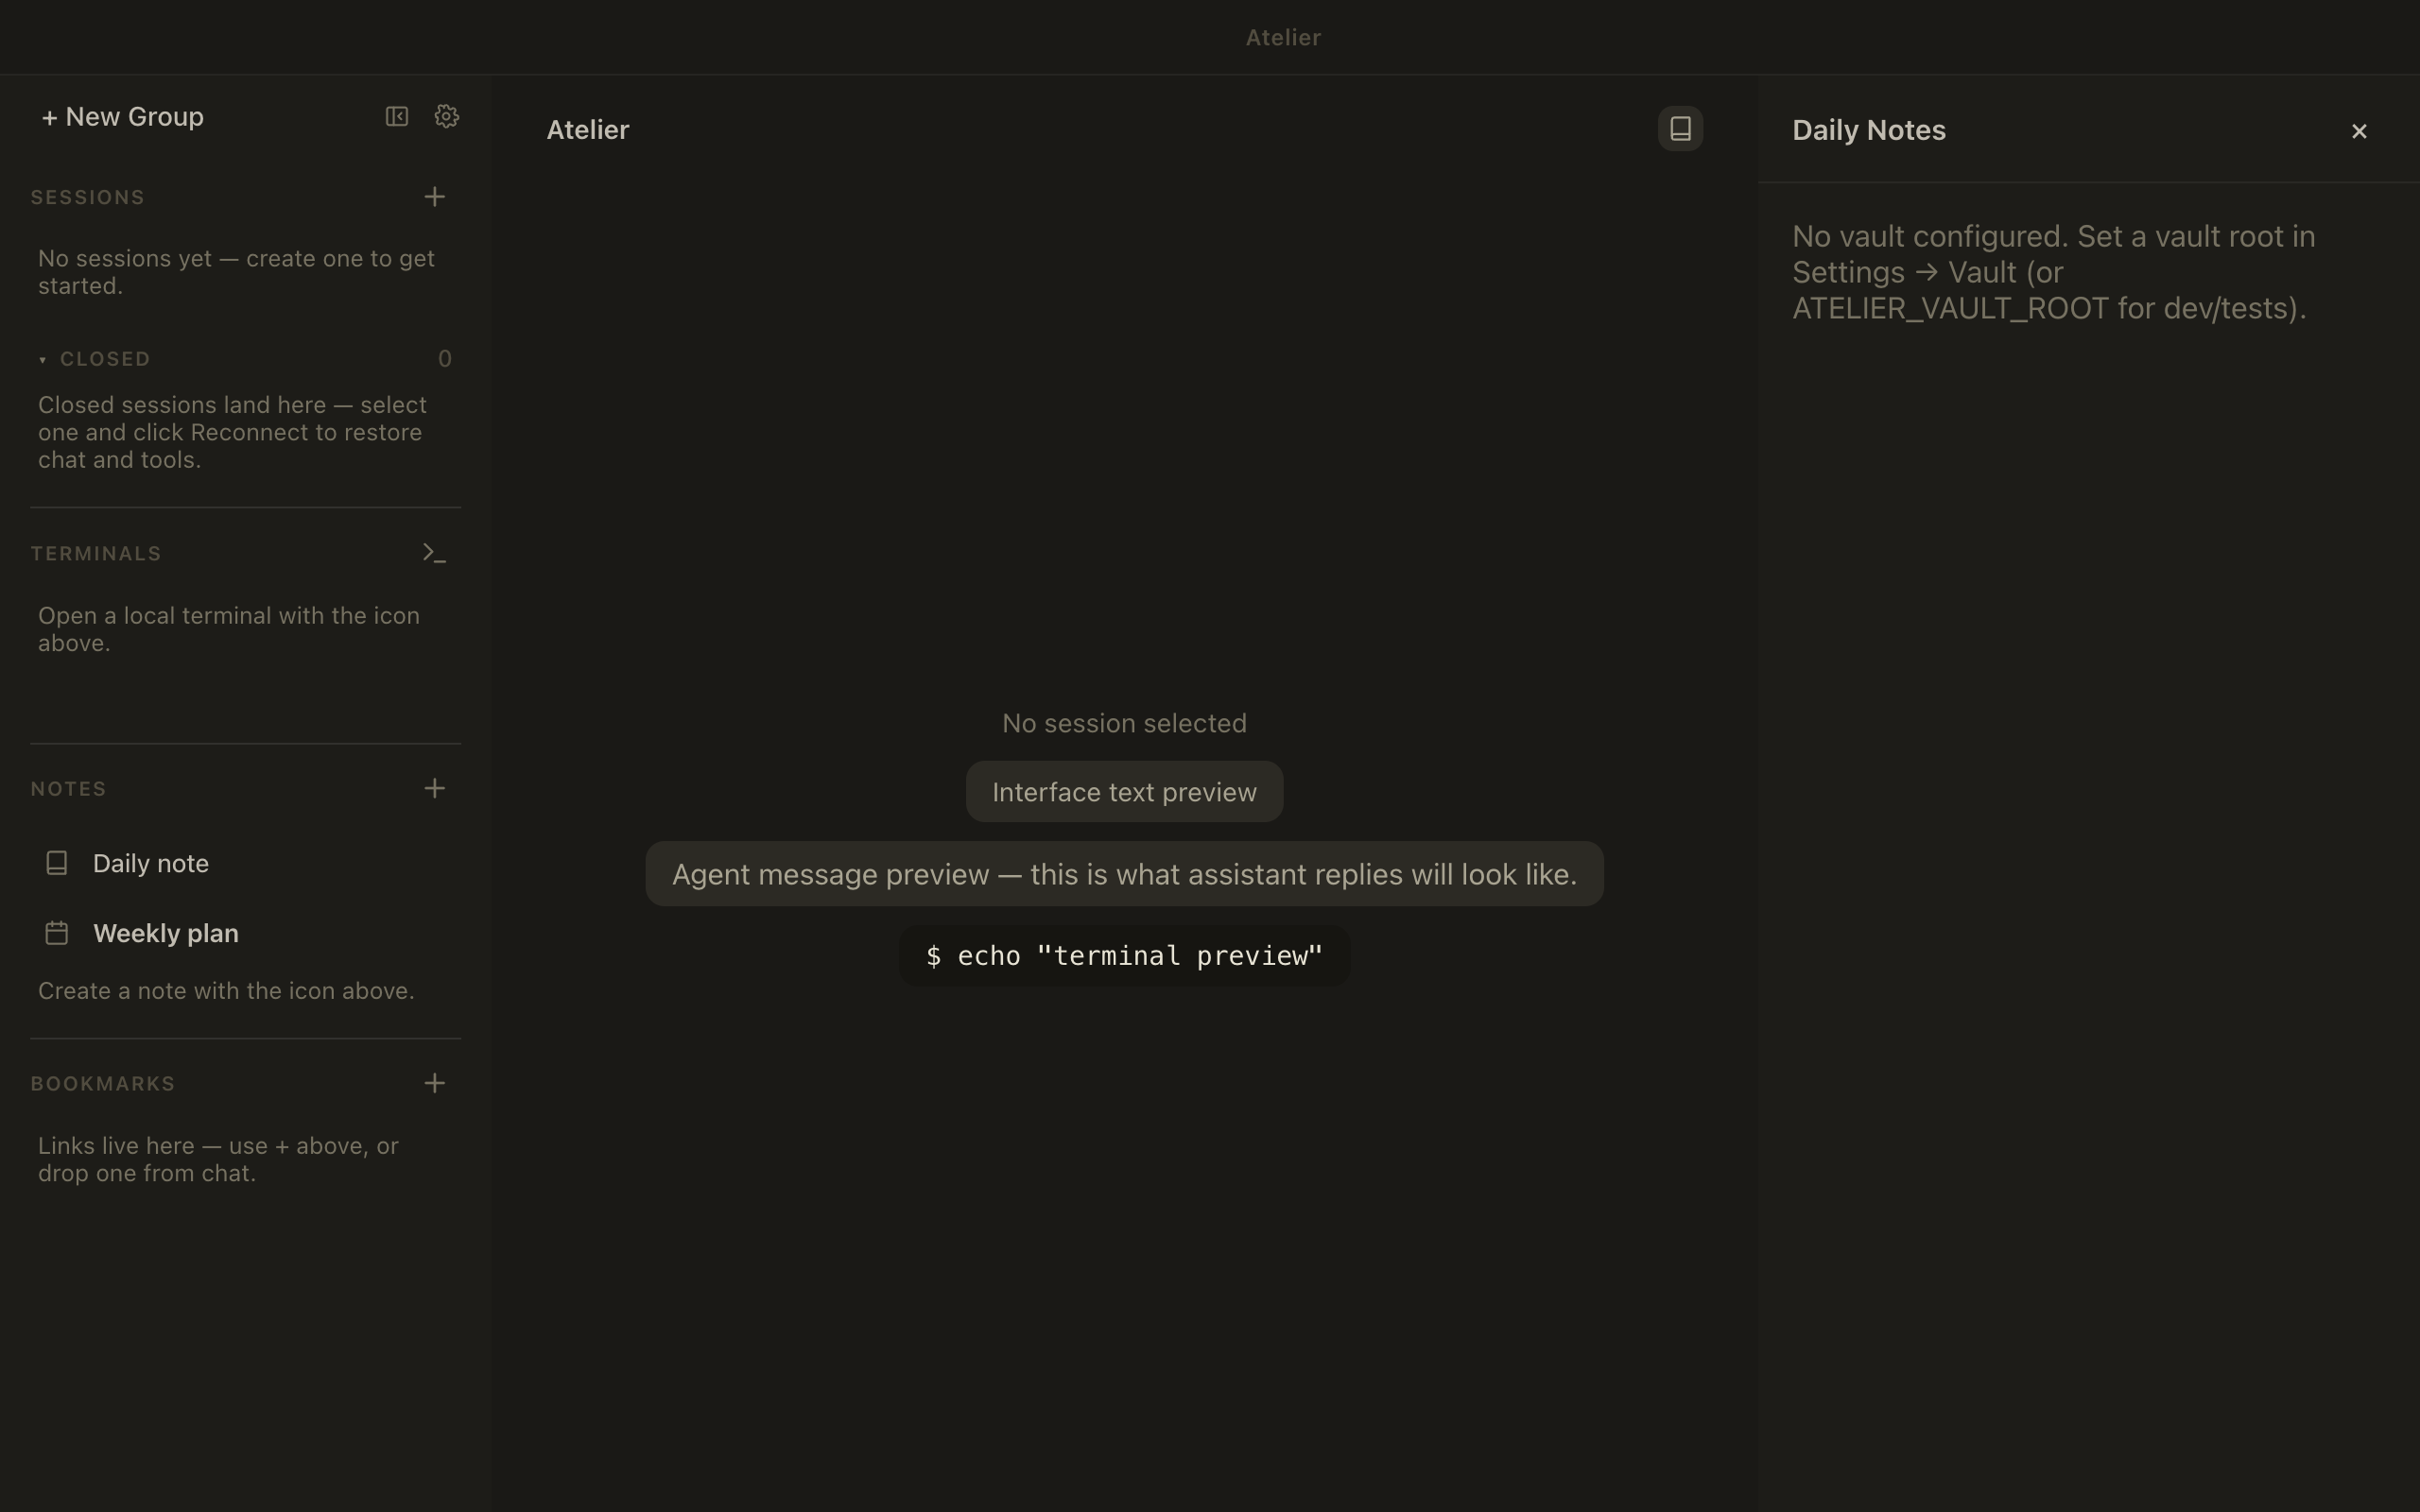 Atelier
+ New Group
SESSIONS
No sessions yet — create one to get
started.
▾ CLOSED 0
Closed sessions land here — select
one and click Reconnect to restore
chat and tools.
TERMINALS
Open a local terminal with the icon
above.
NOTES
Daily note
Weekly plan
Create a note with the icon above.
BOOKMARKS
Links live here — use + above, or
drop one from chat.
Atelier
No session selected
Interface text preview
Agent message preview — this is what assistant replies will look like.
$ echo "terminal preview"
Daily Notes
No vault configured. Set a vault root in
Settings → Vault (or
ATELIER_VAULT_ROOT for dev/tests).